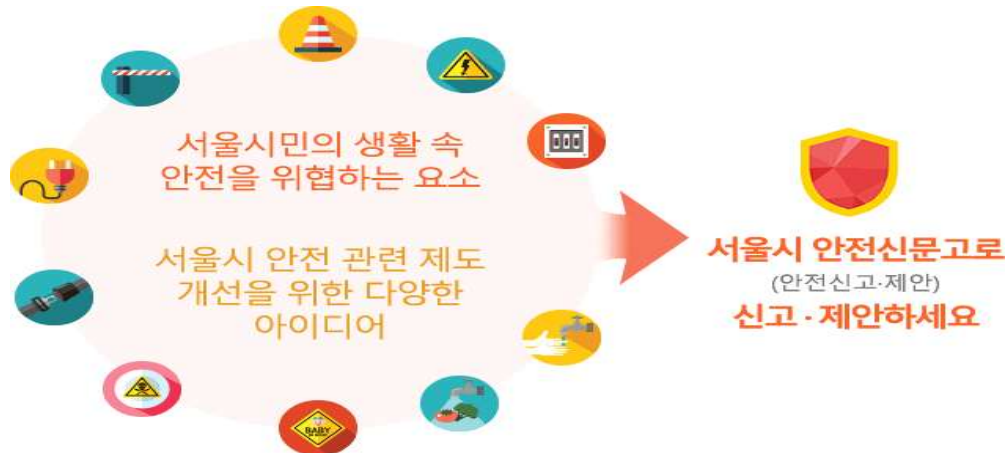 서울시민의 생활 속
안전을 위협하는 요소
서울시 안전 관련 제도
개선을 위한 다양한
아이디어
서울시 안전신문고로
(안전신고·제안)
신고 · 제안하세요
BABY